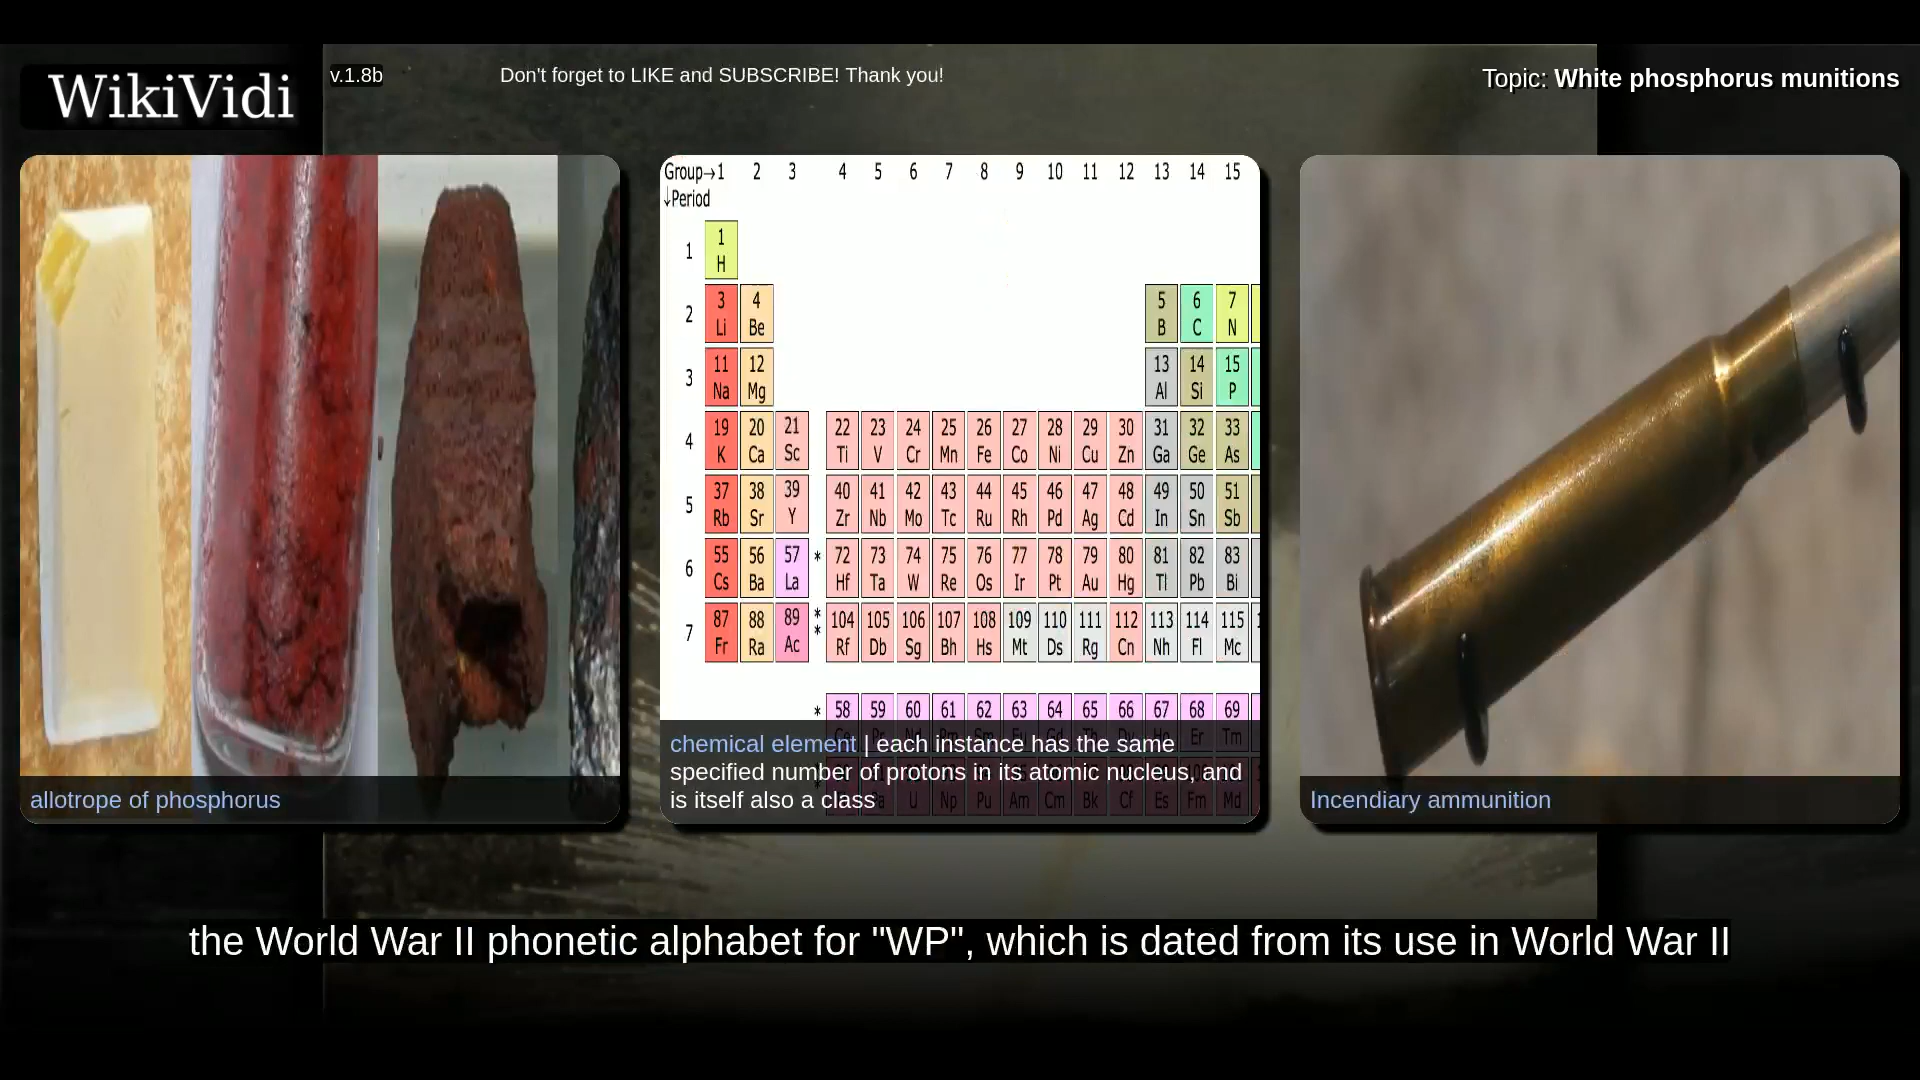 WikiVidi
v.1.8b
Don't forget to LIKE and SUBSCRIBE! Thank you!
Topic: White phosphorus munitions
Group→1 2 3 4 5 6 7 8 9 10 11 12 13 14 15
↓Period
1
1
H
2
3 4 5 6 7
Li Be B C N
3
11 12 13 14 15
Na Mg Al Si P
4
19 20 21 22 23 24 25 26 27 28 29 30 31 32 33
K Ca Sc Ti V Cr Mn Fe Co Ni Cu Zn Ga Ge As
5
37 38 39 40 41 42 43 44 45 46 47 48 49 50 51
Rb Sr Y Zr Nb Mo Tc Ru Rh Pd Ag Cd In Sn Sb
6
55 56 57 * 72 73 74 75 76 77 78 79 80 81 82 83
Cs Ba La Hf Ta W Re Os Ir Pt Au Hg Tl Pb Bi
7
87 88 89 * * 104 105 106 107 108 109 110 111 112 113 114 115
Fr Ra Ac Rf Db Sg Bh Hs Mt Ds Rg Cn Nh Fl Mc
* 58 59 60 61 62 63 64 65 66 67 68 69
chemical element | each instance has the same
specified number of protons in its atomic nucleus, and
is itself also a class
Pa U Np Pu Am Cm Bk Cf Es Fm Md
allotrope of phosphorus
Incendiary ammunition
the World War II phonetic alphabet for "WP", which is dated from its use in World War II